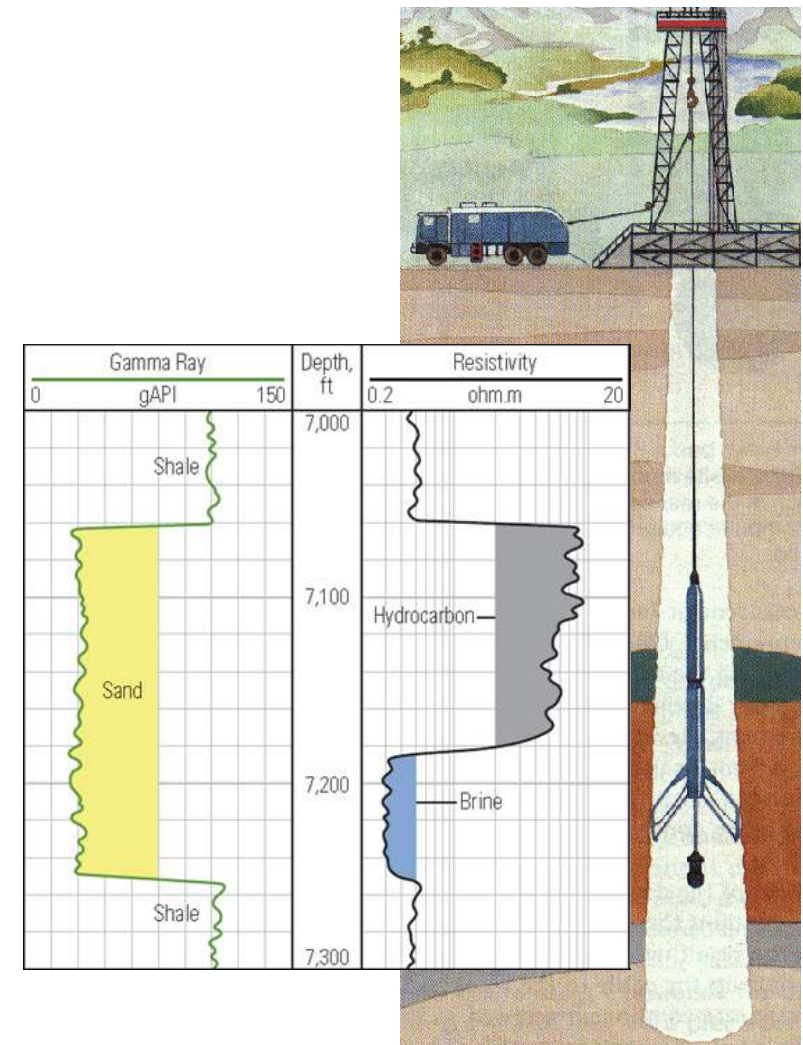 Gamma Ray
0 gAPI 150
Depth,
ft
Resistivity
0.2 ohm.m 20
7,000
Shale
7,100
Hydrocarbon
Sand
7,200
Brine
Shale
7,300